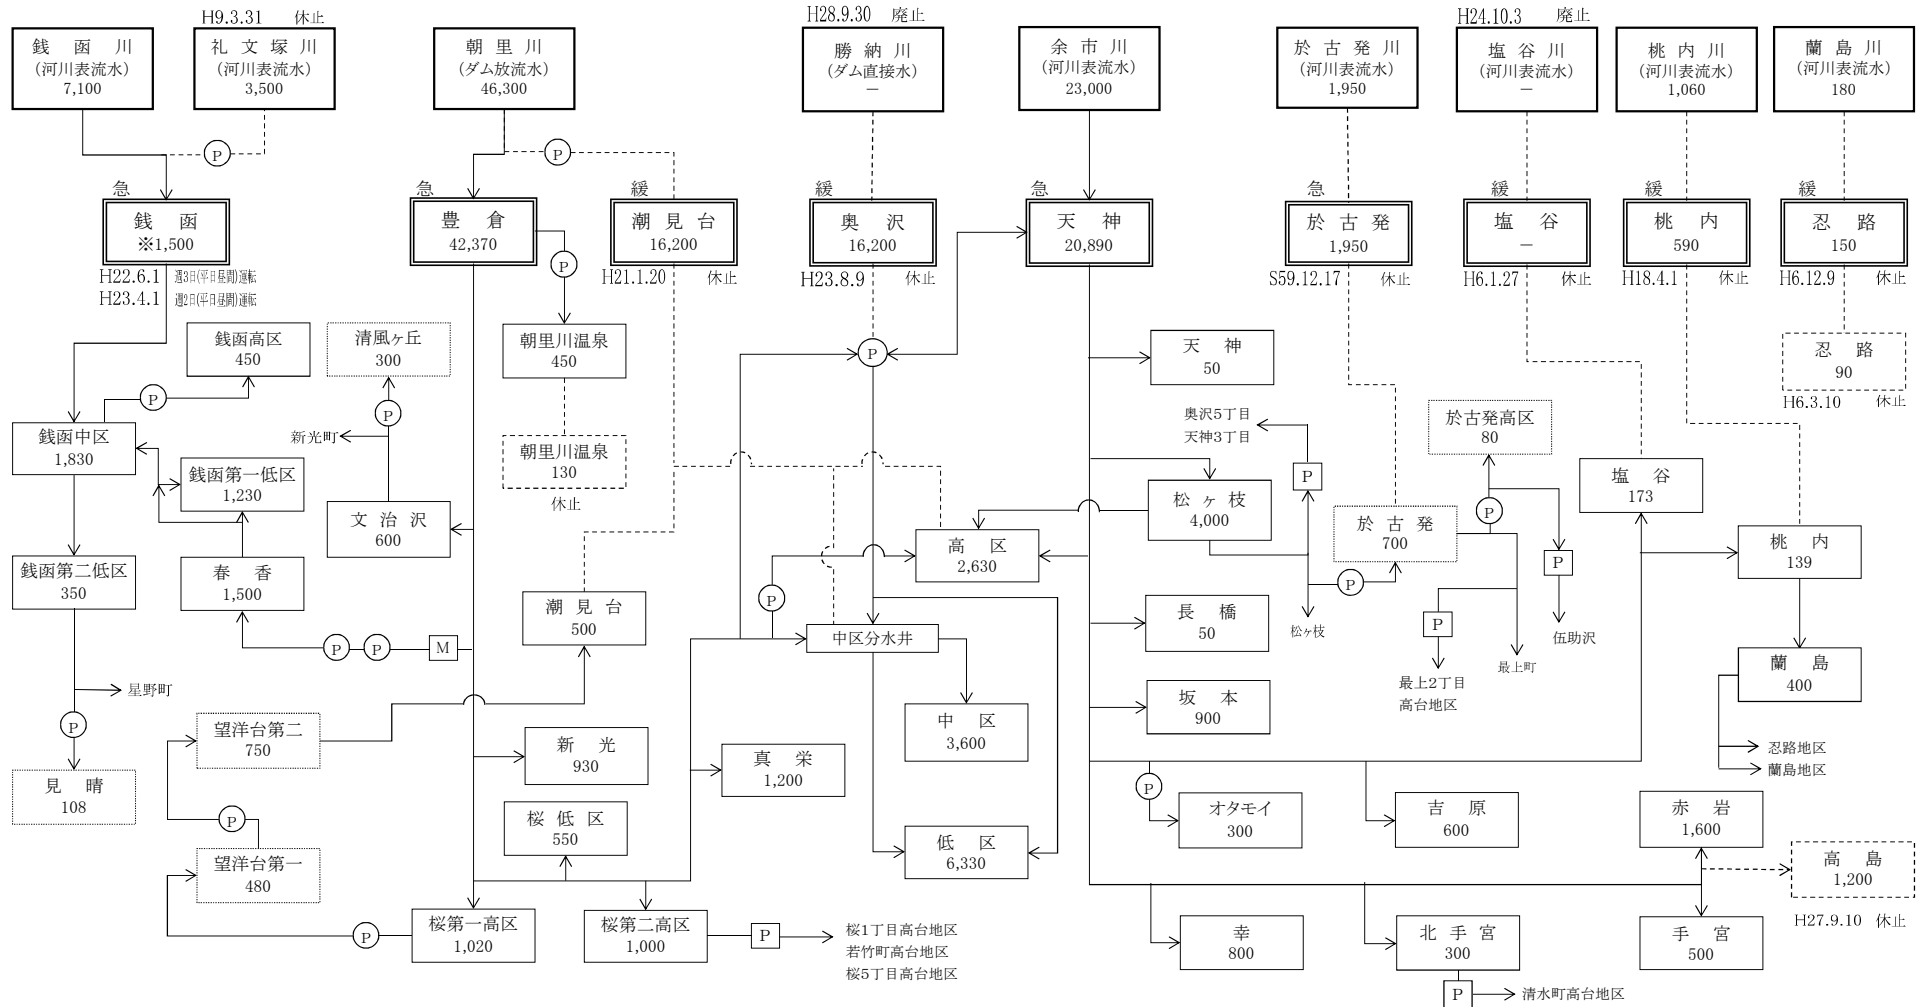 H9.3.31 休止
H28.9.30 廃止
H24.10.3 廃止
銭函川
(河川表流水)
7,100
礼文塚川
(河川表流水)
3,500
朝里川
(ダム放流水)
46,300
勝納川
(ダム直接水)
－
余市川
(河川表流水)
23,000
於古発川
(河川表流水)
1,950
塩谷川
(河川表流水)
－
桃内川
(河川表流水)
1,060
蘭島川
(河川表流水)
180
P
P
急
銭函
※1,500
H22.6.1 週3日(平日昼間)運転
H23.4.1 週2日(平日昼間)運転
急
豊倉
42,370
緩
潮見台
16,200
H21.1.20 休止
緩
奥沢
16,200
H23.8.9 休止
急
天神
20,890
急
於古発
1,950
S59.12.17 休止
緩
塩谷
－
H6.1.27 休止
緩
桃内
590
H18.4.1 休止
緩
忍路
150
H6.12.9 休止
P
銭函高区
450
清風ヶ丘
300
朝里川温泉
450
P
天神
50
忍路
90
H6.3.10 休止
P
P
新光町
銭函中区
1,830
銭函第一低区
1,230
朝里川温泉
130
休止
奥沢5丁目
天神3丁目
P
於古発高区
80
塩谷
173
文治沢
600
松ヶ枝
4,000
於古発
700
P
高区
2,630
P
P
桃内
139
銭函第二低区
350
春香
1,500
P
潮見台
500
中区分水井
長橋
50
松ヶ枝
P
伍助沢
最上町
P
P
M
最上2丁目
高台地区
蘭島
400
星野町
P
望洋台第二
750
坂本
900
中区
3,600
新光
930
真栄
1,200
忍路地区
蘭島地区
見晴
108
P
P
オタモイ
300
吉原
600
赤岩
1,600
桜低区
550
低区
6,330
高島
1,200
H27.9.10 休止
望洋台第一
480
P
桜第一高区
1,020
桜第二高区
1,000
P
桜1丁目高台地区
若竹町高台地区
桜5丁目高台地区
幸
800
北手宮
300
手宮
500
P
清水町高台地区